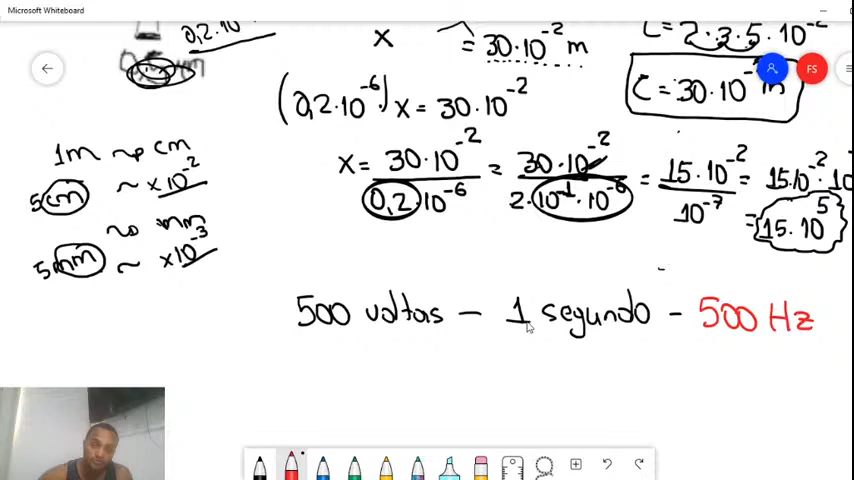 Microsoft Whiteboard
0,2·10
x = 30·10⁻² m
C = 2·3·5·10⁻²
C = 30·10 m
FS
(0,2·10⁻⁶) x = 30·10⁻²
1m ~ cm
5cm ~ x10⁻²
~ mm
5mm ~ x10⁻³
x = 30·10⁻² / 0,2·10⁻⁶ = 30·10⁻² / 2·10⁻¹·10⁻⁶ = 15·10⁻² / 10⁻⁷ = 15·10⁻²·10
= 15·10⁵
500 voltas – 1 segundo – 500 Hz